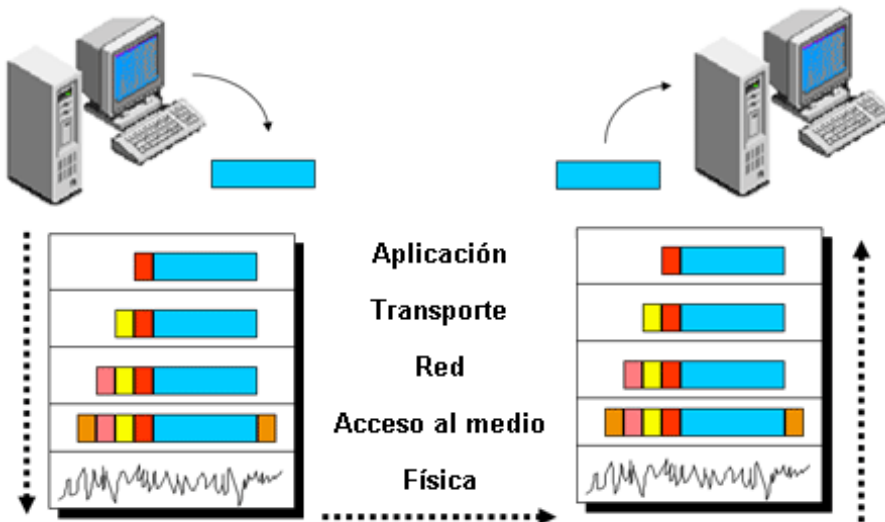 Aplicación
Transporte
Red
Acceso al medio
Física